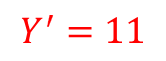 Y′ = 11